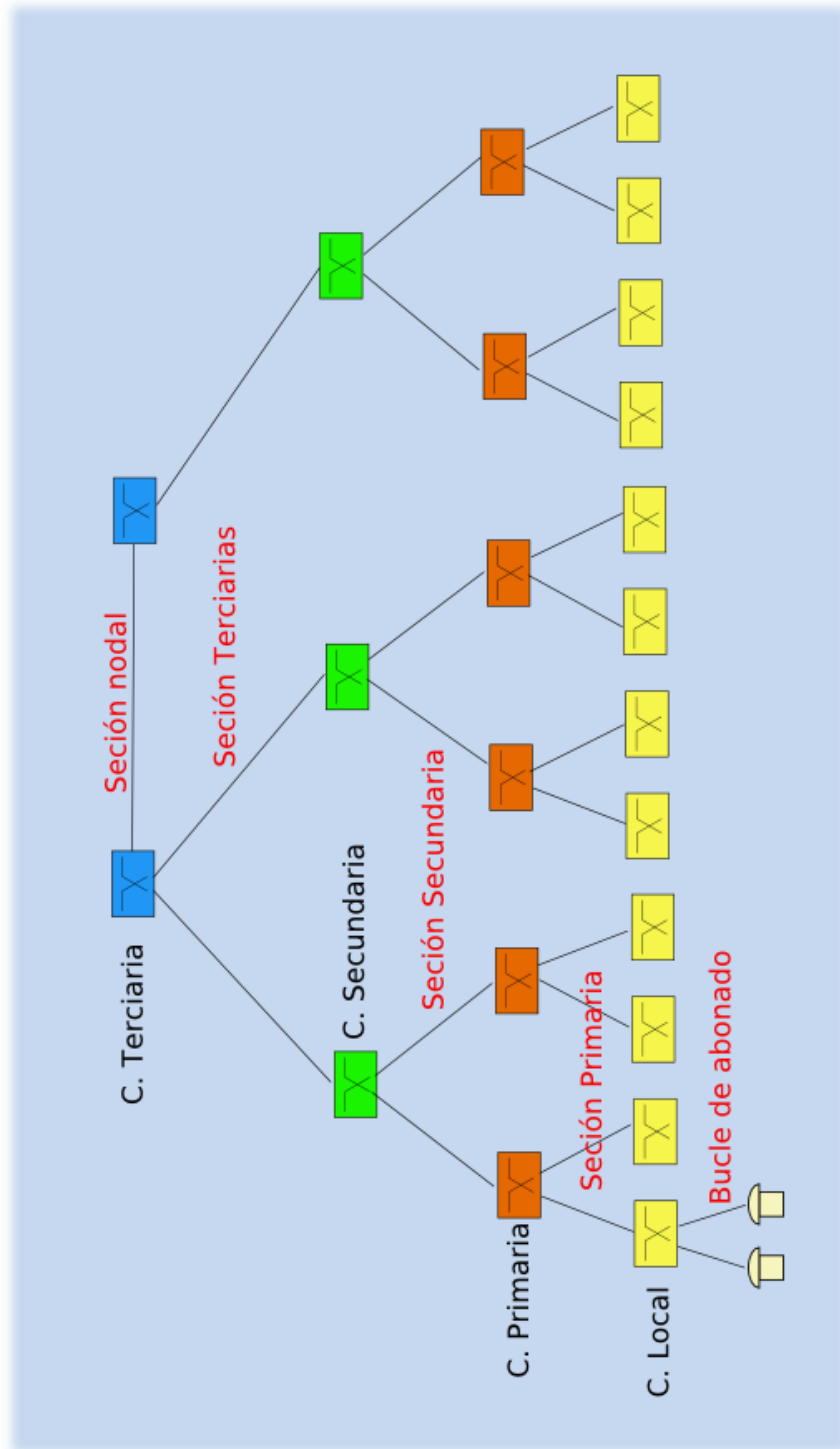 Seción nodal
C. Terciaria
Seción Terciarias
C. Secundaria
Seción Secundaria
C. Primaria
Seción Primaria
C. Local
Bucle de abonado